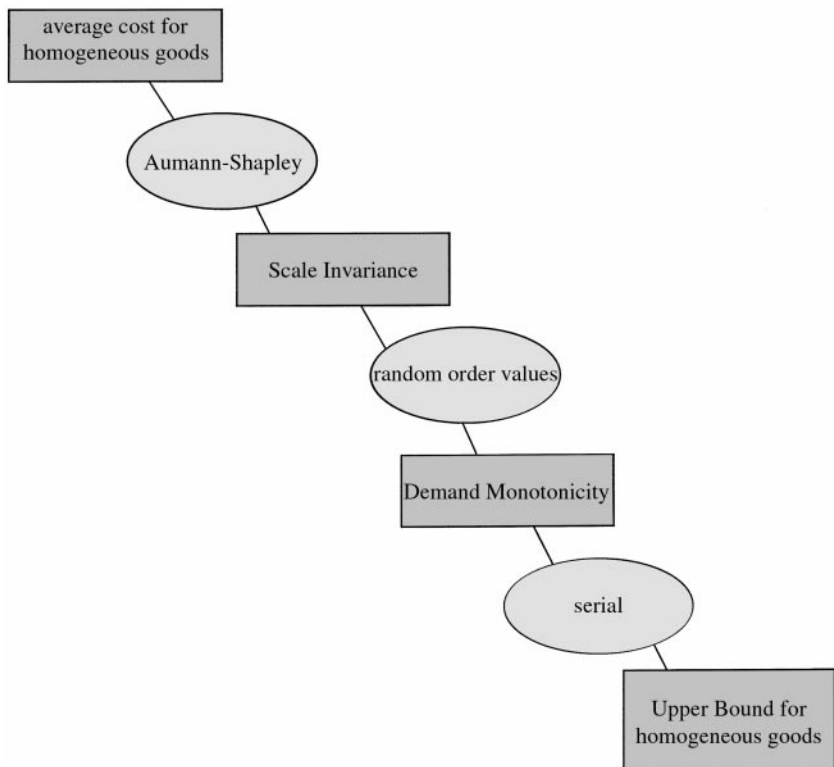 average cost for
homogeneous goods
Aumann-Shapley
Scale Invariance
random order values
Demand Monotonicity
serial
Upper Bound for
homogeneous goods